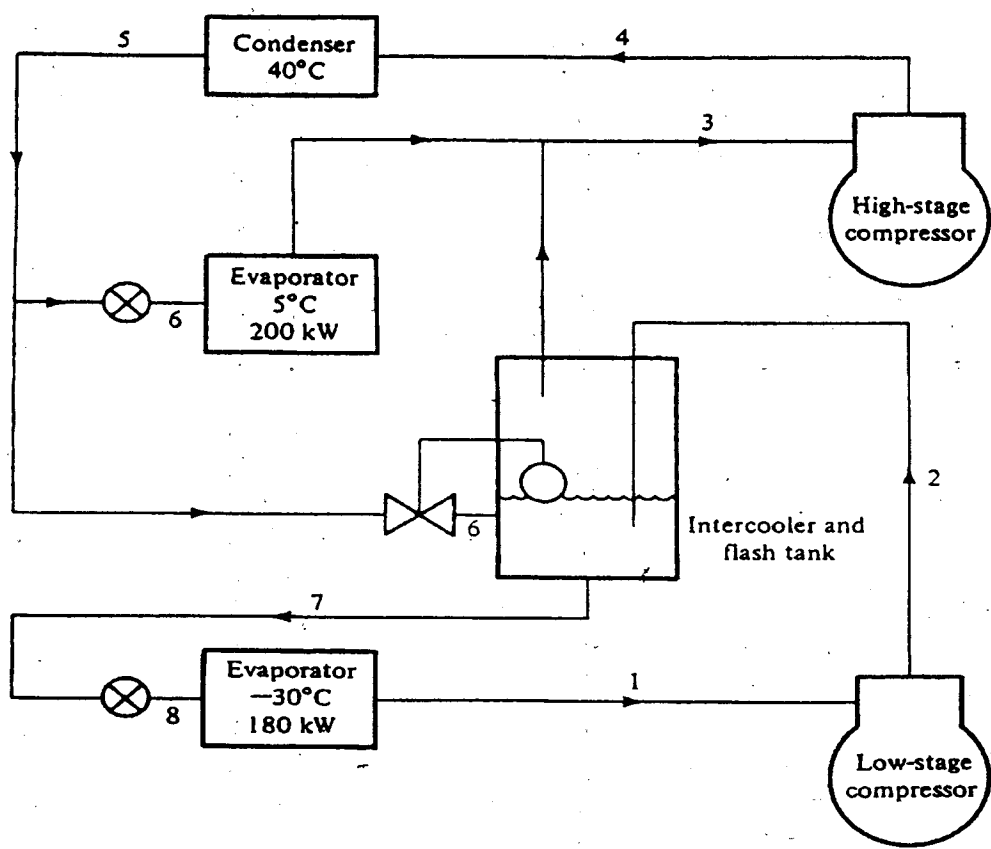 5
Condenser
40°C
4
3
High-stage
compressor
Evaporator
5°C
200 kW
6
2
6
Intercooler and
flash tank
7
Evaporator
−30°C
180 kW
1
8
Low-stage
compressor